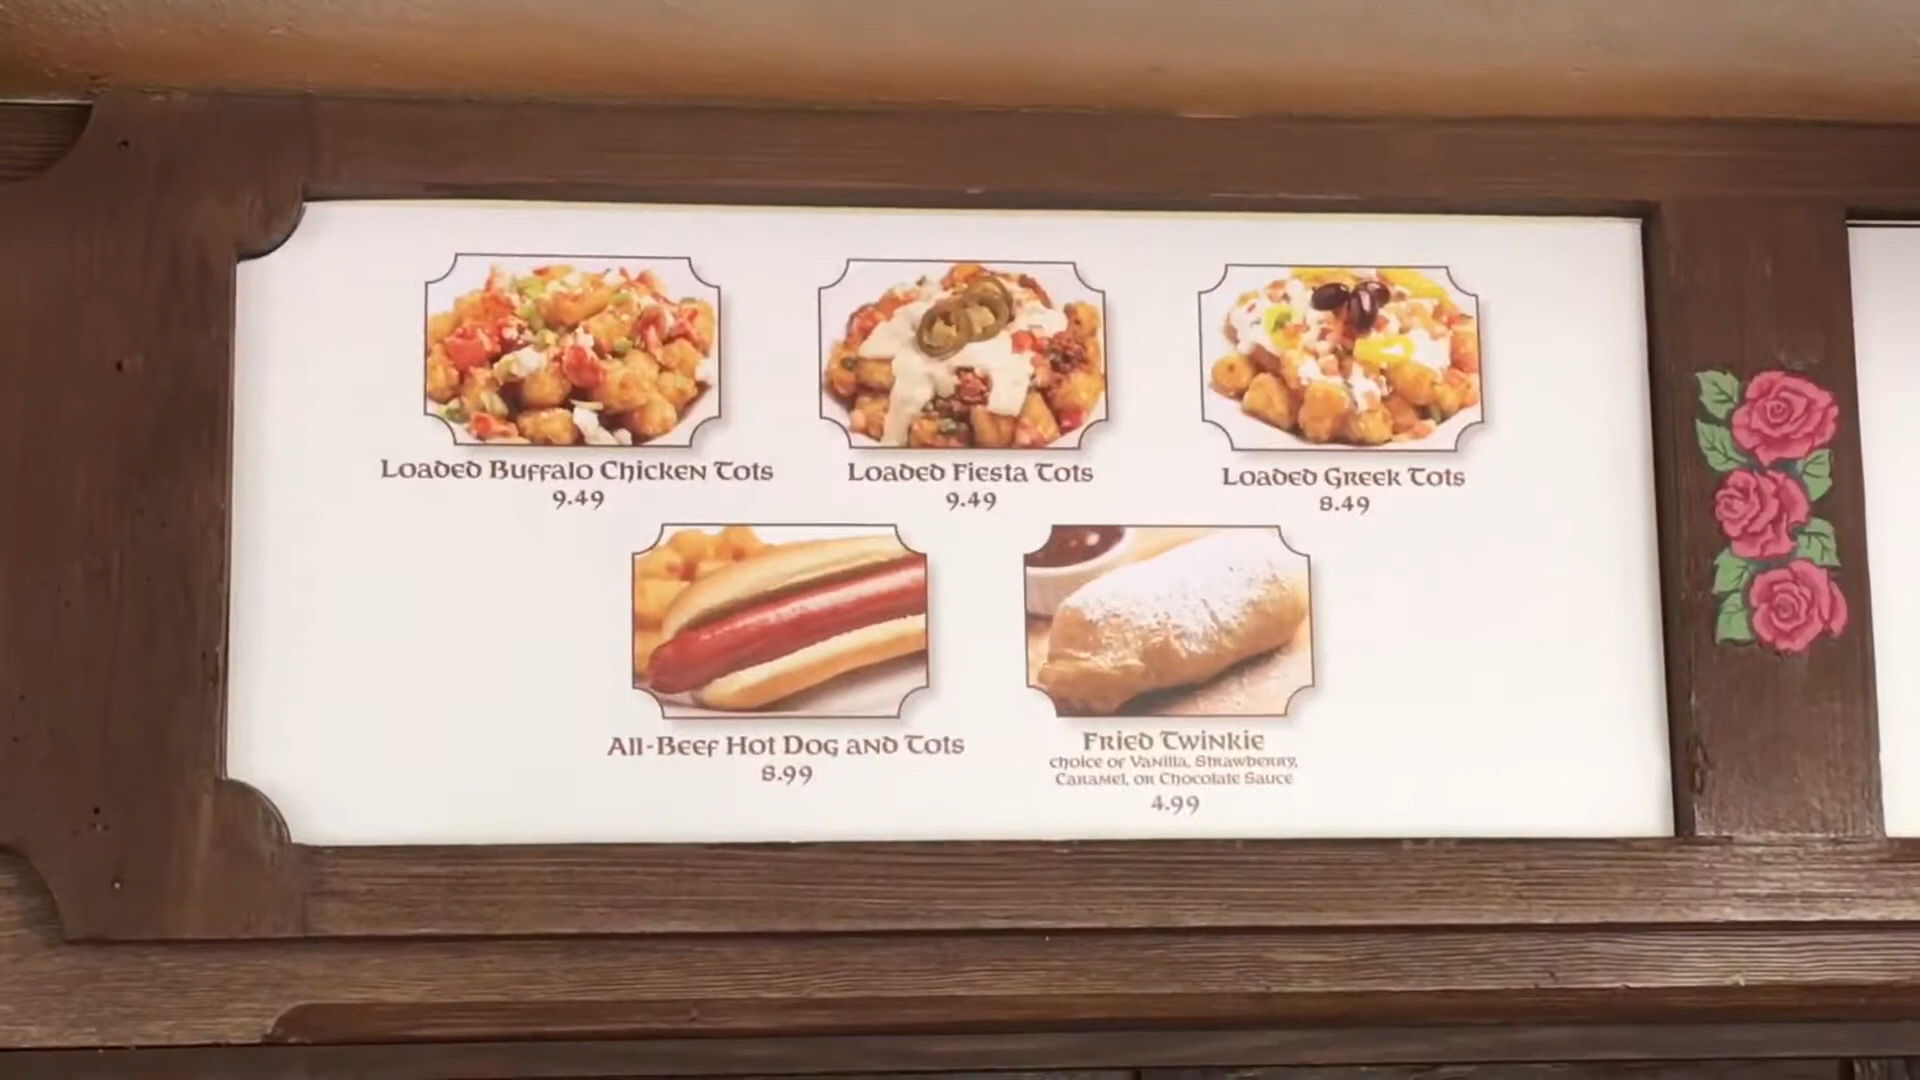 Loaded Buffalo Chicken Tots
9.49
Loaded Fiesta Tots
9.49
Loaded Greek Tots
8.49
All-Beef Hot Dog and Tots
8.99
Fried Twinkie
choice of Vanilla, Strawberry,
Caramel, or Chocolate Sauce
4.99